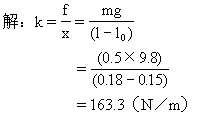 解：k = f/x = mg/(l - l₀)
= (0.5 × 9.8)/(0.18 - 0.15)
= 163.3（N／m）